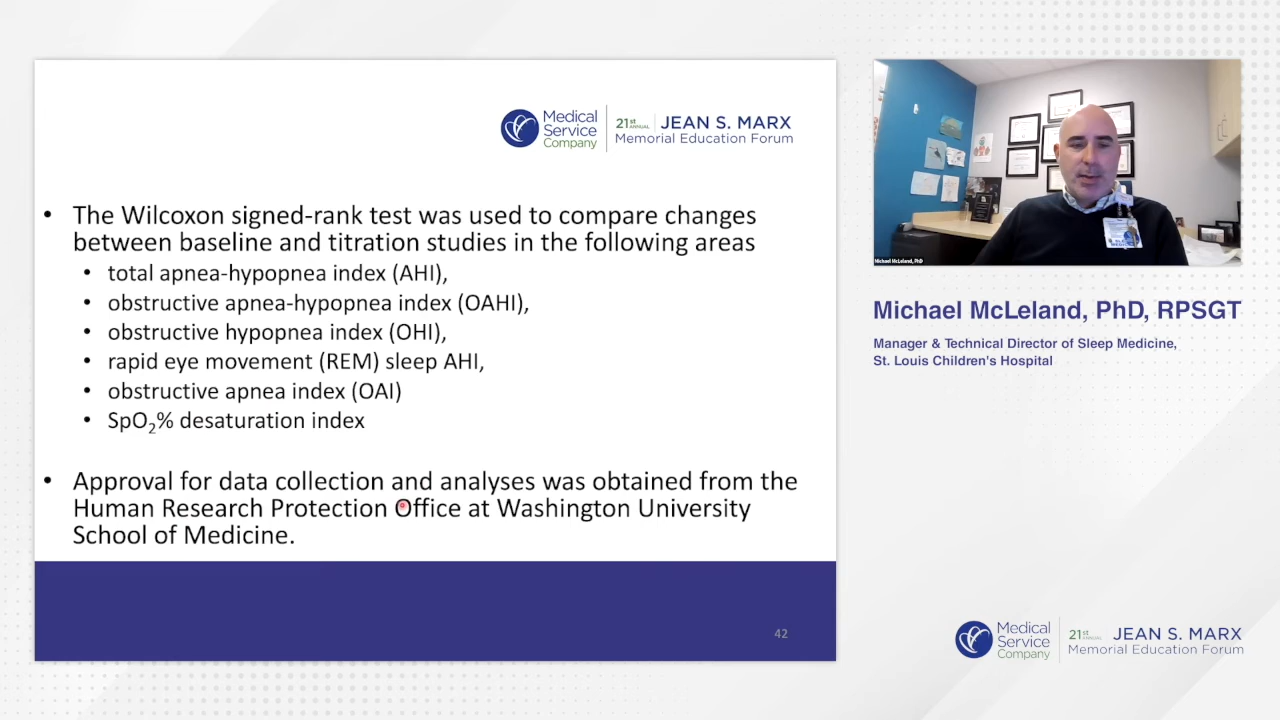 Medical
Service
Company
21st
ANNUAL
JEAN S. MARX
Memorial Education Forum
• The Wilcoxon signed-rank test was used to compare changes
between baseline and titration studies in the following areas
• total apnea-hypopnea index (AHI),
• obstructive apnea-hypopnea index (OAHI),
• obstructive hypopnea index (OHI),
• rapid eye movement (REM) sleep AHI,
• obstructive apnea index (OAI)
• SpO₂% desaturation index
• Approval for data collection and analyses was obtained from the
Human Research Protection Office at Washington University
School of Medicine.
42
Michael McLeland, PhD
Michael McLeland, PhD, RPSGT
Manager & Technical Director of Sleep Medicine,
St. Louis Children's Hospital
Medical
Service
Company
21st
ANNUAL
JEAN S. MARX
Memorial Education Forum